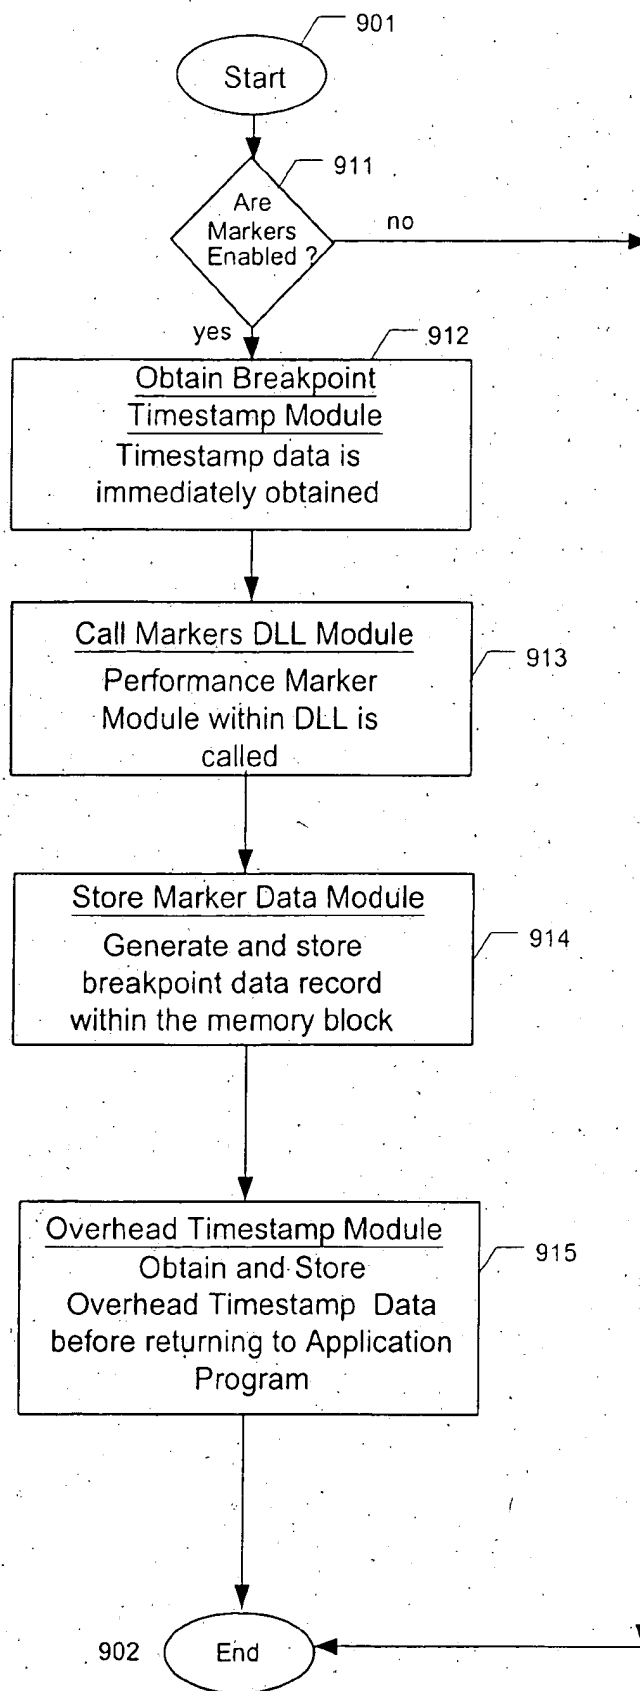 901
Start
911
Are
Markers
Enabled ?
no
yes
912
Obtain Breakpoint
Timestamp Module
Timestamp data is
immediately obtained
Call Markers DLL Module
913
Performance Marker
Module within DLL is
called
Store Marker Data Module
914
Generate and store
breakpoint data record
within the memory block
Overhead Timestamp Module
915
Obtain and Store
Overhead Timestamp Data
before returning to Application
Program
902
End